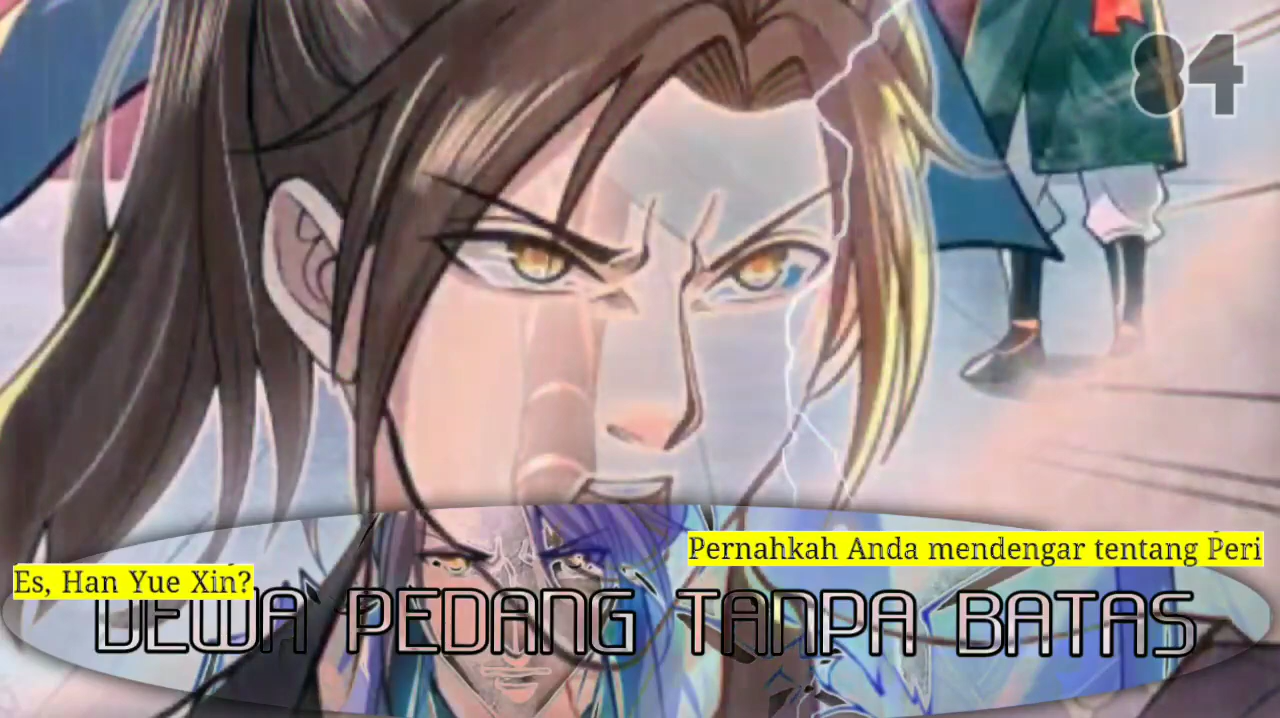 84
Pernahkah Anda mendengar tentang Peri
Es, Han Yue Xin?
DEWA PEDANG TANPA BATAS